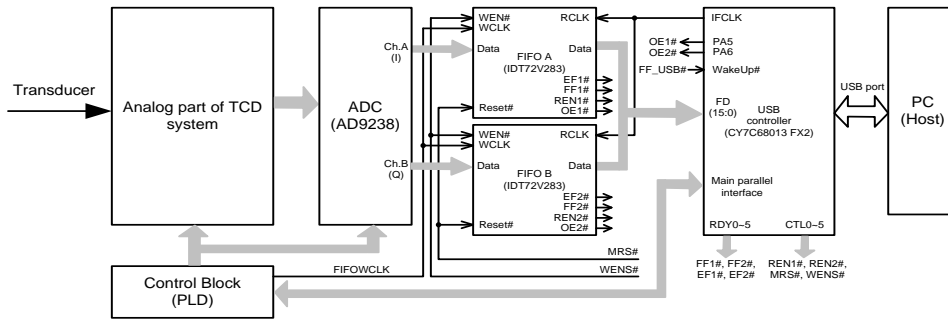 Transducer
Analog part of TCD
system
ADC
(AD9238)
Ch.A
(I)
Ch.B
(Q)
WEN#
WCLK
RCLK
Data
Data
FIFO A
(IDT72V283)
EF1#
FF1#
REN1#
OE1#
Reset#
WEN#
WCLK
RCLK
Data
Data
FIFO B
(IDT72V283)
EF2#
FF2#
REN2#
OE2#
Reset#
MRS#
WENS#
FIFOWCLK
Control Block
(PLD)
IFCLK
OE1#
PA5
OE2#
PA6
FF_USB#
WakeUp#
FD
(15:0)
USB
controller
(CY7C68013 FX2)
Main parallel
interface
RDY0~5
CTL0~5
FF1#, FF2#,
EF1#, EF2#
REN1#, REN2#,
MRS#, WENS#
USB port
PC
(Host)